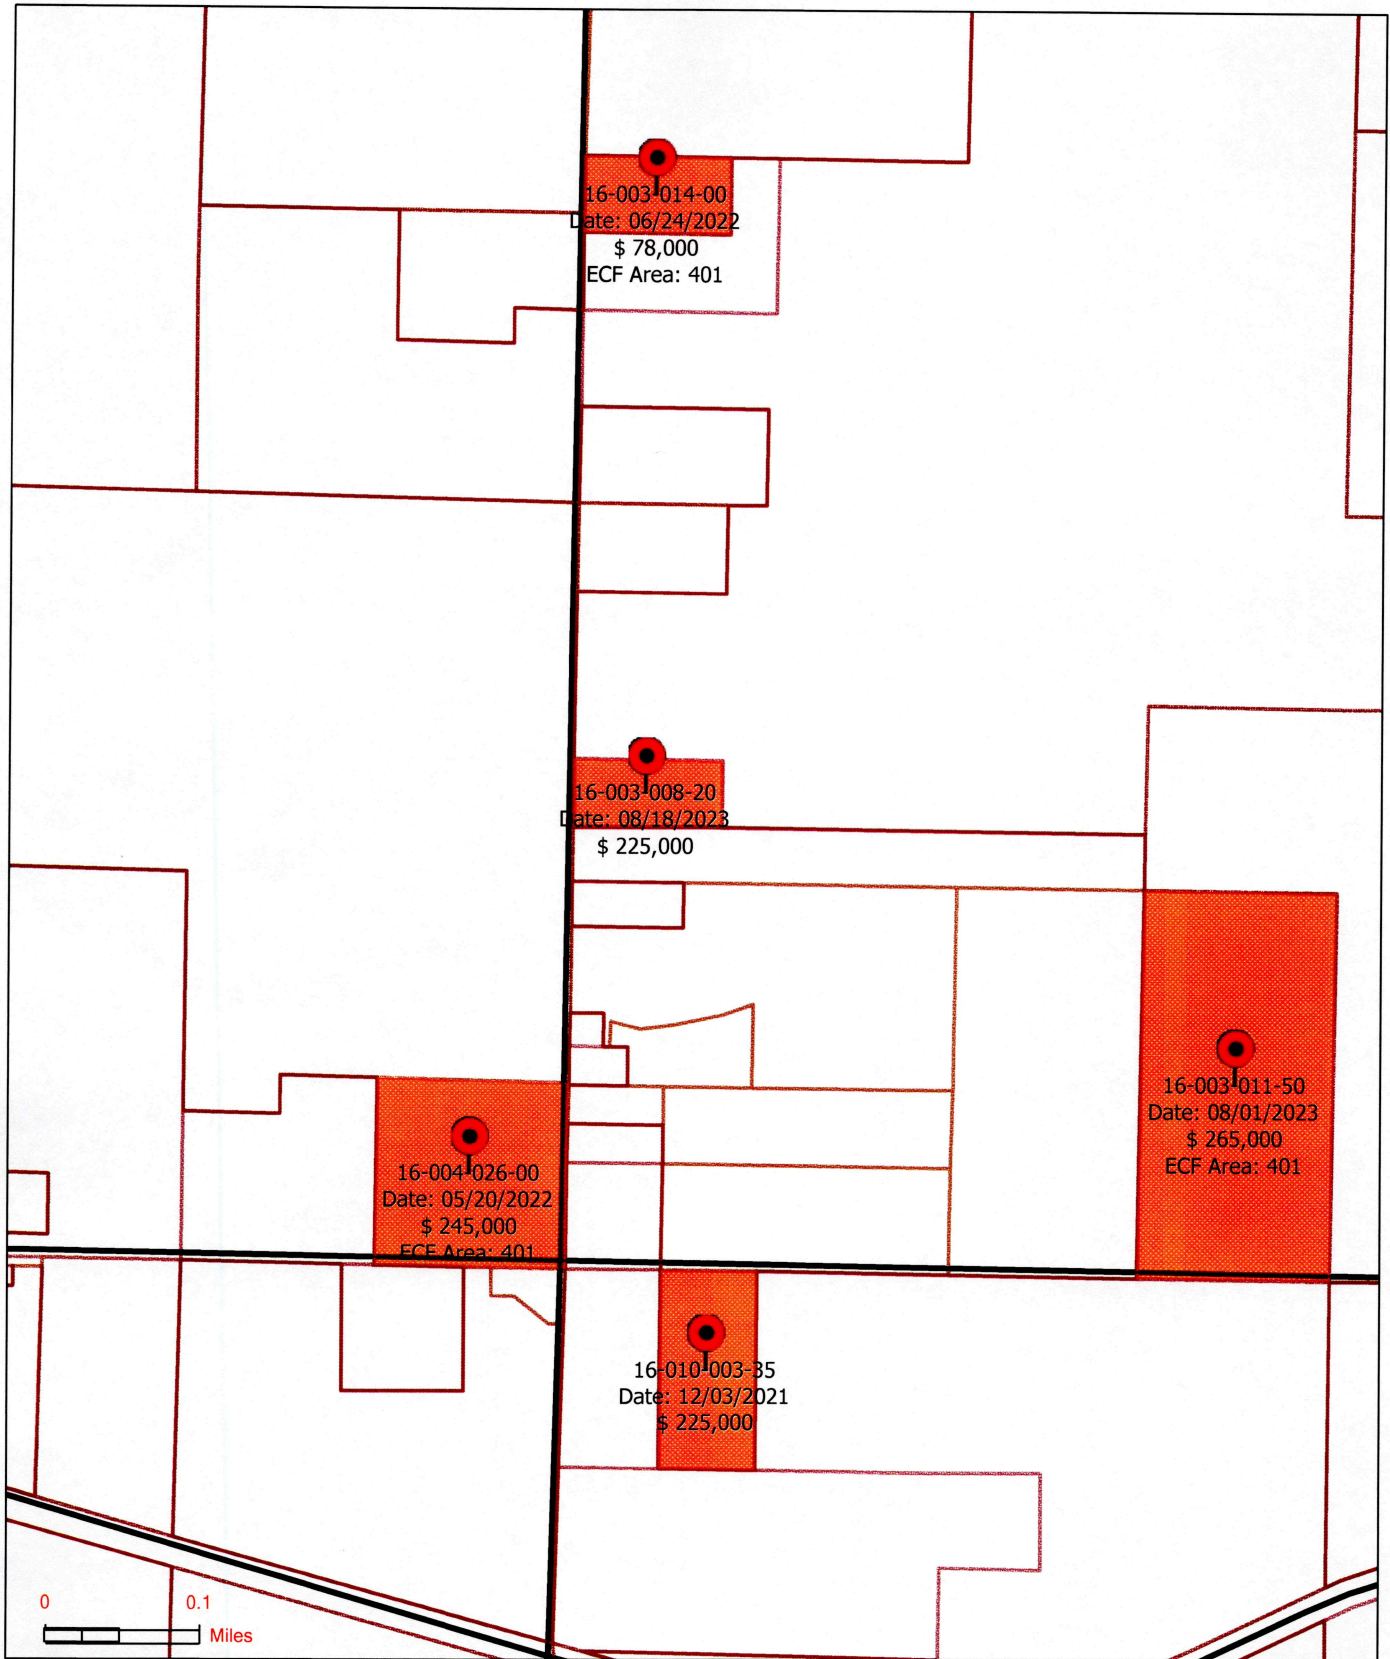 16-003-014-00
Date: 06/24/2022
$ 78,000
ECF Area: 401
16-003-008-20
Date: 08/18/2023
$ 225,000
16-003-011-50
Date: 08/01/2023
$ 265,000
ECF Area: 401
16-004-026-00
Date: 05/20/2022
$ 245,000
ECF Area: 401
16-010-003-35
Date: 12/03/2021
$ 225,000
0 0.1
Miles